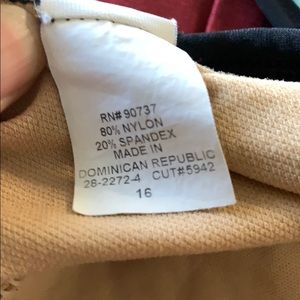 RN# 90737
80% NYLON
20% SPANDEX
MADE IN
DOMINICAN REPUBLIC
28-2272-4 CUT#5942
16